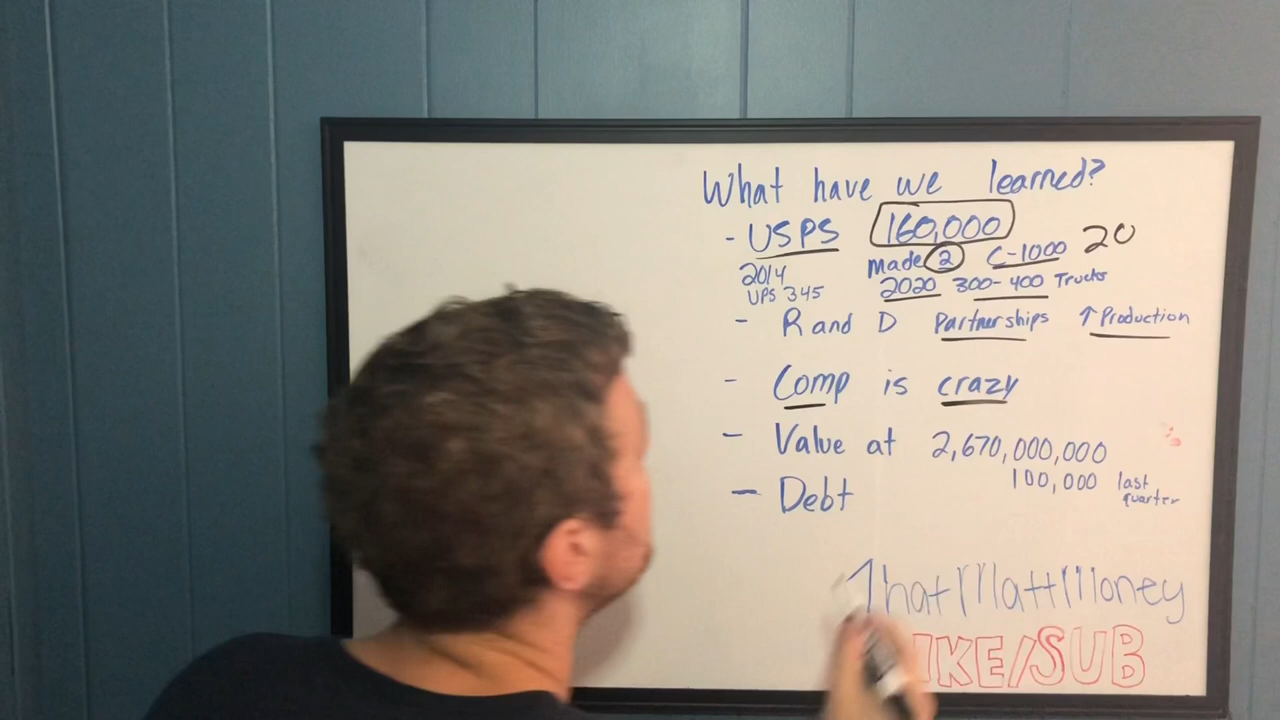 What have we learned?
- USPS 160,000
Made 2 C-1000 20
2014
UPS 345
2020 300-400 Trucks
- R and D Partnerships ↑ Production
- Comp is crazy
- Value at 2,670,000,000
100,000 last quarter
- Debt
ThatMattMoney
IKE/SUB